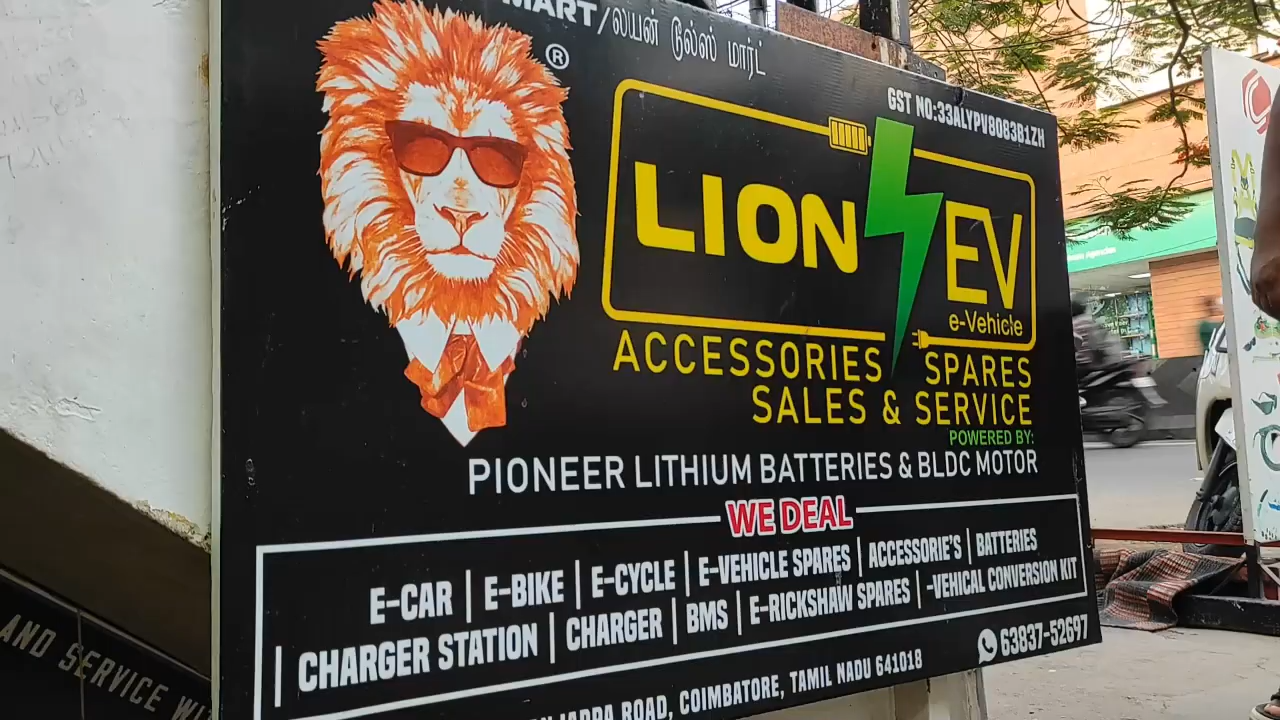 MART/லயன் டூல்ஸ் மார்ட்
®
GST NO:33ALYPV8083B1ZH
LION EV
e-Vehicle
ACCESSORIES SPARES
SALES & SERVICE
POWERED BY:
PIONEER LITHIUM BATTERIES & BLDC MOTOR
WE DEAL
E-CAR | E-BIKE | E-CYCLE | E-VEHICLE SPARES | ACCESSORIE'S | BATTERIES
| CHARGER STATION | CHARGER | BMS | E-RICKSHAW SPARES | -VEHICAL CONVERSION KIT
63837-52697
ROAD, COIMBATORE, TAMIL NADU 641018
AND SERVICE